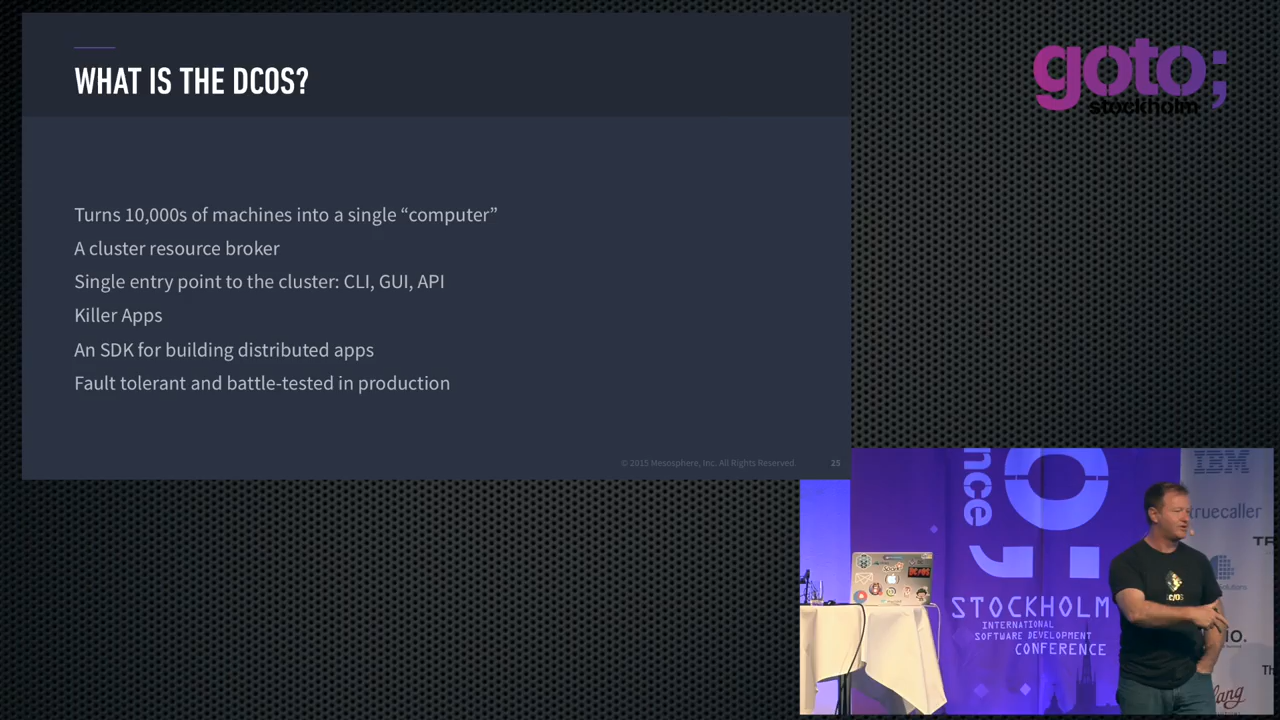 WHAT IS THE DCOS?
goto;
stockholm
Turns 10,000s of machines into a single “computer”
A cluster resource broker
Single entry point to the cluster: CLI, GUI, API
Killer Apps
An SDK for building distributed apps
Fault tolerant and battle-tested in production
© 2015 Mesosphere, Inc. All Rights Reserved.
25
nce
IBM
truecaller
STOCKHOLM
INTERNATIONAL
SOFTWARE DEVELOPMENT
CONFERENCE